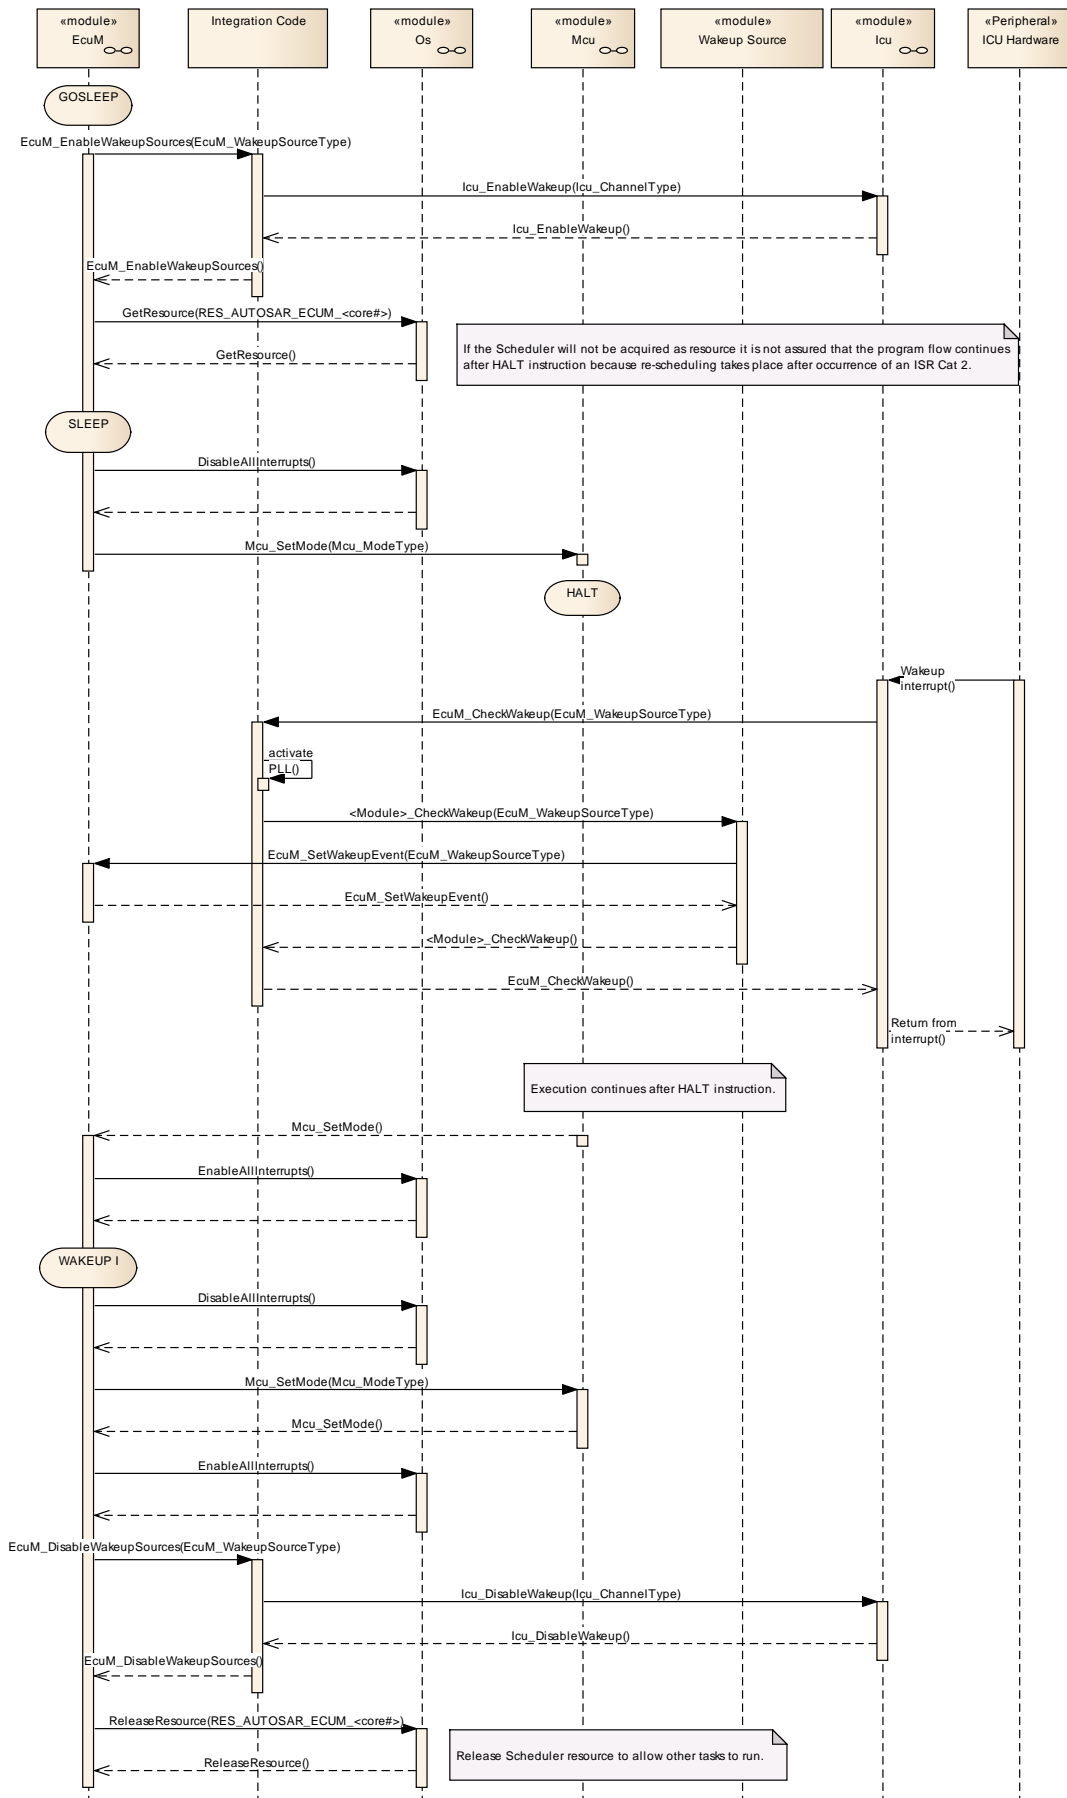 «module»
EcuM
Integration Code
«module»
Os
«module»
Mcu
«module»
Wakeup Source
«module»
Icu
«Peripheral»
ICU Hardware
GOSLEEP
EcuM_EnableWakeupSources(EcuM_WakeupSourceType)
Icu_EnableWakeup(Icu_ChannelType)
Icu_EnableWakeup()
EcuM_EnableWakeupSources()
GetResource(RES_AUTOSAR_ECUM_<core#>)
GetResource()
If the Scheduler will not be acquired as resource it is not assured that the program flow continues
after HALT instruction because re-scheduling takes place after occurrence of an ISR Cat 2.
SLEEP
DisableAllInterrupts()
Mcu_SetMode(Mcu_ModeType)
HALT
Wakeup
interrupt()
EcuM_CheckWakeup(EcuM_WakeupSourceType)
activate
PLL()
<Module>_CheckWakeup(EcuM_WakeupSourceType)
EcuM_SetWakeupEvent(EcuM_WakeupSourceType)
EcuM_SetWakeupEvent()
<Module>_CheckWakeup()
EcuM_CheckWakeup()
Return from
interrupt()
Execution continues after HALT instruction.
Mcu_SetMode()
EnableAllInterrupts()
WAKEUP I
DisableAllInterrupts()
Mcu_SetMode(Mcu_ModeType)
Mcu_SetMode()
EnableAllInterrupts()
EcuM_DisableWakeupSources(EcuM_WakeupSourceType)
Icu_DisableWakeup(Icu_ChannelType)
Icu_DisableWakeup()
EcuM_DisableWakeupSources()
ReleaseResource(RES_AUTOSAR_ECUM_<core#>)
ReleaseResource()
Release Scheduler resource to allow other tasks to run.